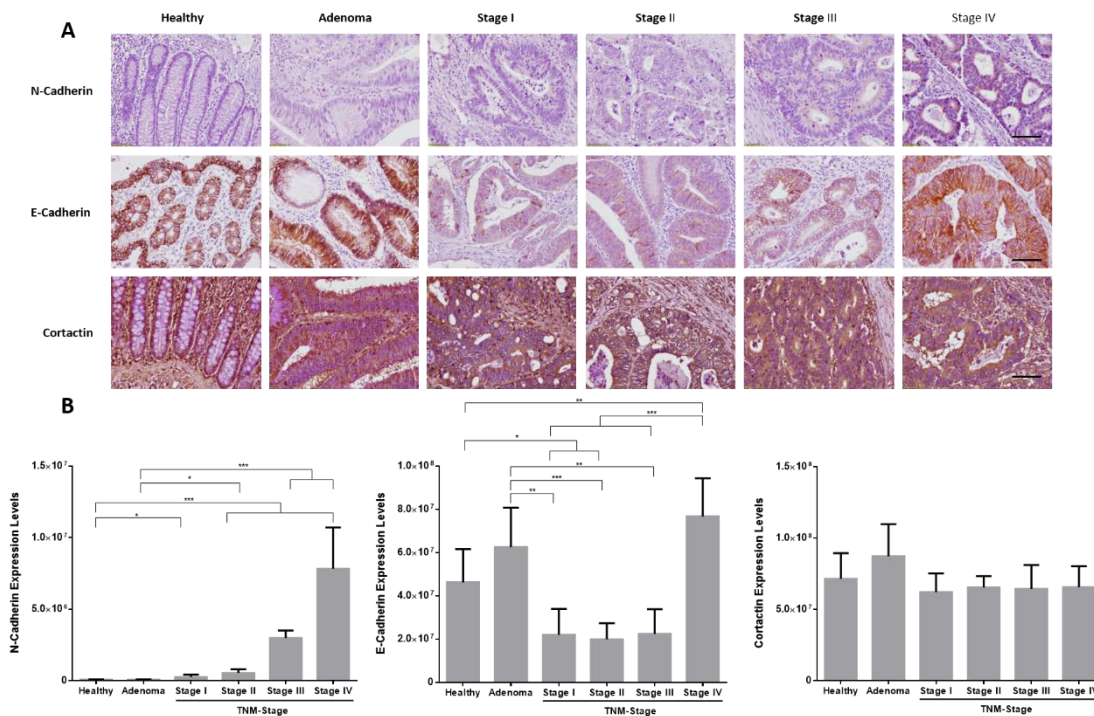 Healthy Adenoma Stage I Stage II Stage III Stage IV
A
N-Cadherin
E-Cadherin
Cortactin
B
N-Cadherin Expression Levels
1.5×10⁷
1.0×10⁷
5.0×10⁶
0
***
*
***
*
Healthy Adenoma Stage I Stage II Stage III Stage IV
TNM-Stage
E-Cadherin Expression Levels
1.0×10⁸
8.0×10⁷
6.0×10⁷
4.0×10⁷
2.0×10⁷
0
**
***
*
**
***
**
Healthy Adenoma Stage I Stage II Stage III Stage IV
TNM-Stage
Cortactin Expression Levels
1.5×10⁸
1.0×10⁸
5.0×10⁷
0
Healthy Adenoma Stage I Stage II Stage III Stage IV
TNM-Stage